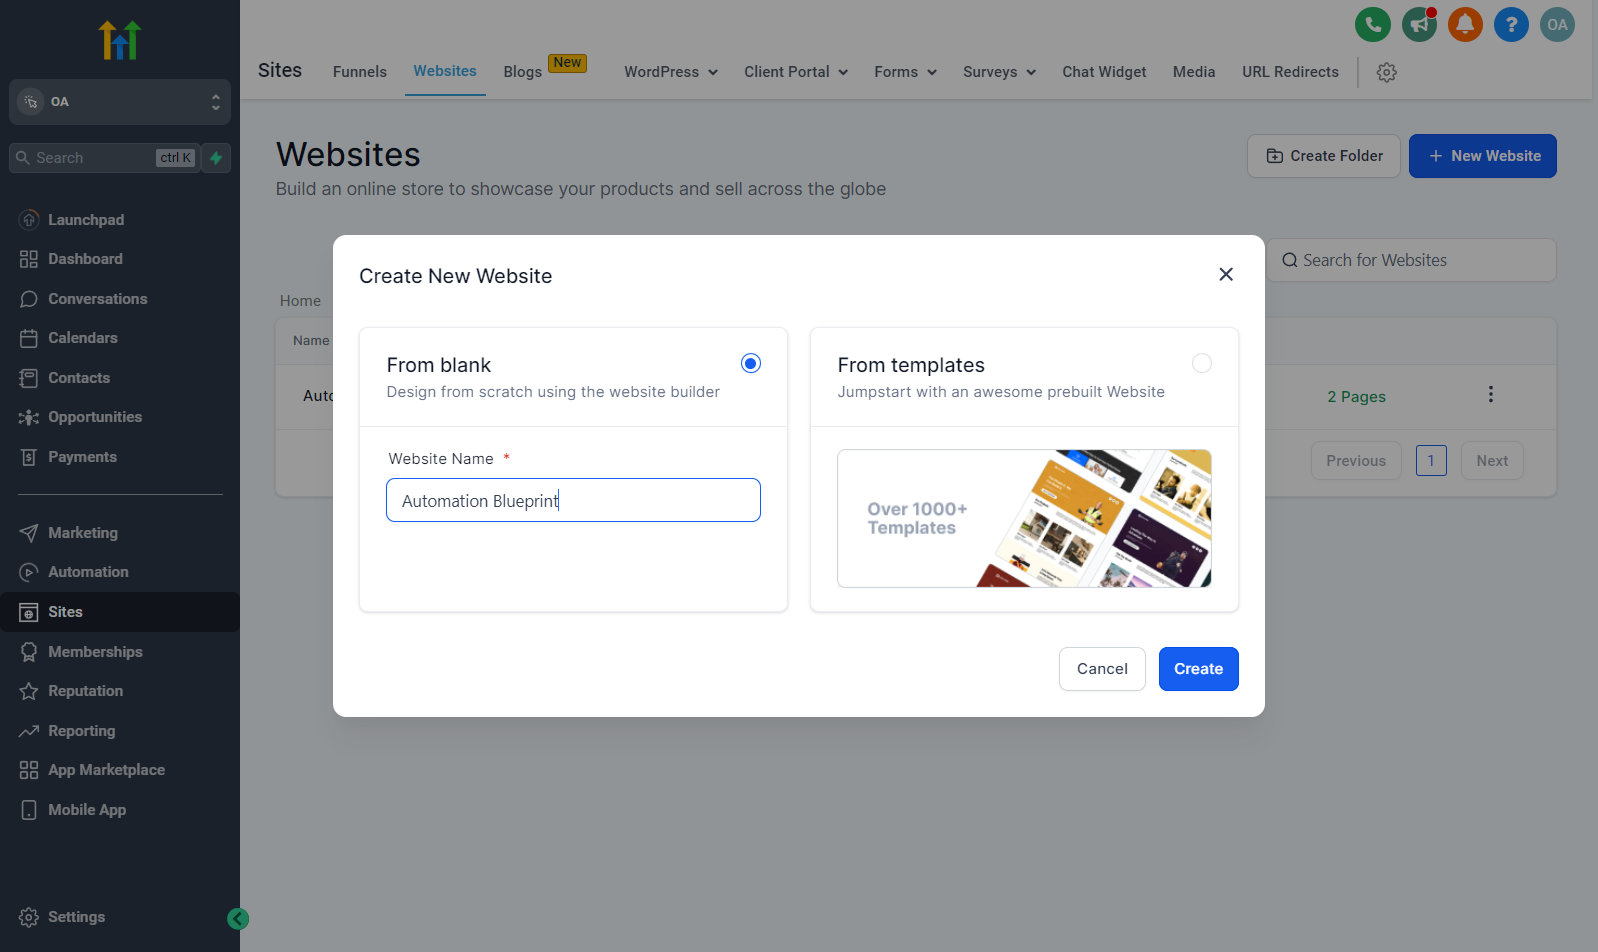 OA
Search
ctrl K
Launchpad
Dashboard
Conversations
Calendars
Contacts
Opportunities
Payments
Marketing
Automation
Sites
Memberships
Reputation
Reporting
App Marketplace
Mobile App
Settings
OA
Sites
Funnels
Websites
Blogs
New
WordPress
Client Portal
Forms
Surveys
Chat Widget
Media
URL Redirects
Websites
Build an online store to showcase your products and sell across the globe
Create Folder
+ New Website
Search for Websites
Home
Name
2 Pages
Previous
1
Next
Create New Website
From blank
Design from scratch using the website builder
Website Name *
Automation Blueprint
From templates
Jumpstart with an awesome prebuilt Website
Over 1000+
Templates
Cancel
Create